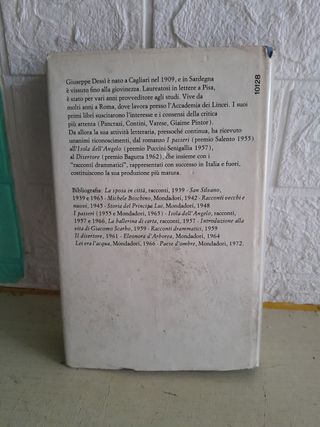 Giuseppe Dessì è nato a Cagliari nel 1909, e in Sardegna
è vissuto fino alla giovinezza. Laureatosi in lettere a Pisa,
è stato per vari anni provveditore agli studi. Vive da
molti anni a Roma, dove lavora presso l'Accademia dei Lincei. I suoi
primi libri suscitarono l'interesse e i consensi della critica
più attenta (Pancrazi, Contini, Varese, Giaime Pintor).
Da allora la sua attività letteraria, pressoché continua, ha ricevuto
unanimi riconoscimenti, dal romanzo I passeri (premio Salento 1955)
all'Isola dell'Angelo (premio Puccini-Senigallia 1957),
al Disertore (premio Bagutta 1962), che insieme con i
"racconti drammatici", rappresentati con successo in Italia e fuori,
costituiscono la sua produzione più matura.
Bibliografia: La sposa in città, racconti, 1939 - San Silvano,
1939 e 1963 - Michele Boschino, Mondadori, 1942 - Racconti vecchi e
nuovi, 1945 - Storia del Principe Lui, Mondadori, 1948
I passeri (1955 e Mondadori, 1965) - Isola dell'Angelo, racconti,
1957 e 1966, La ballerina di carta, racconti, 1957 - Introduzione alla
vita di Giacomo Scarbo, 1959 - Racconti drammatici, 1959
Il disertore, 1961 - Eleonora d'Arborea, Mondadori, 1964
Lei era l'acqua, Mondadori, 1966 - Paese d'ombre, Mondadori, 1972.
10128